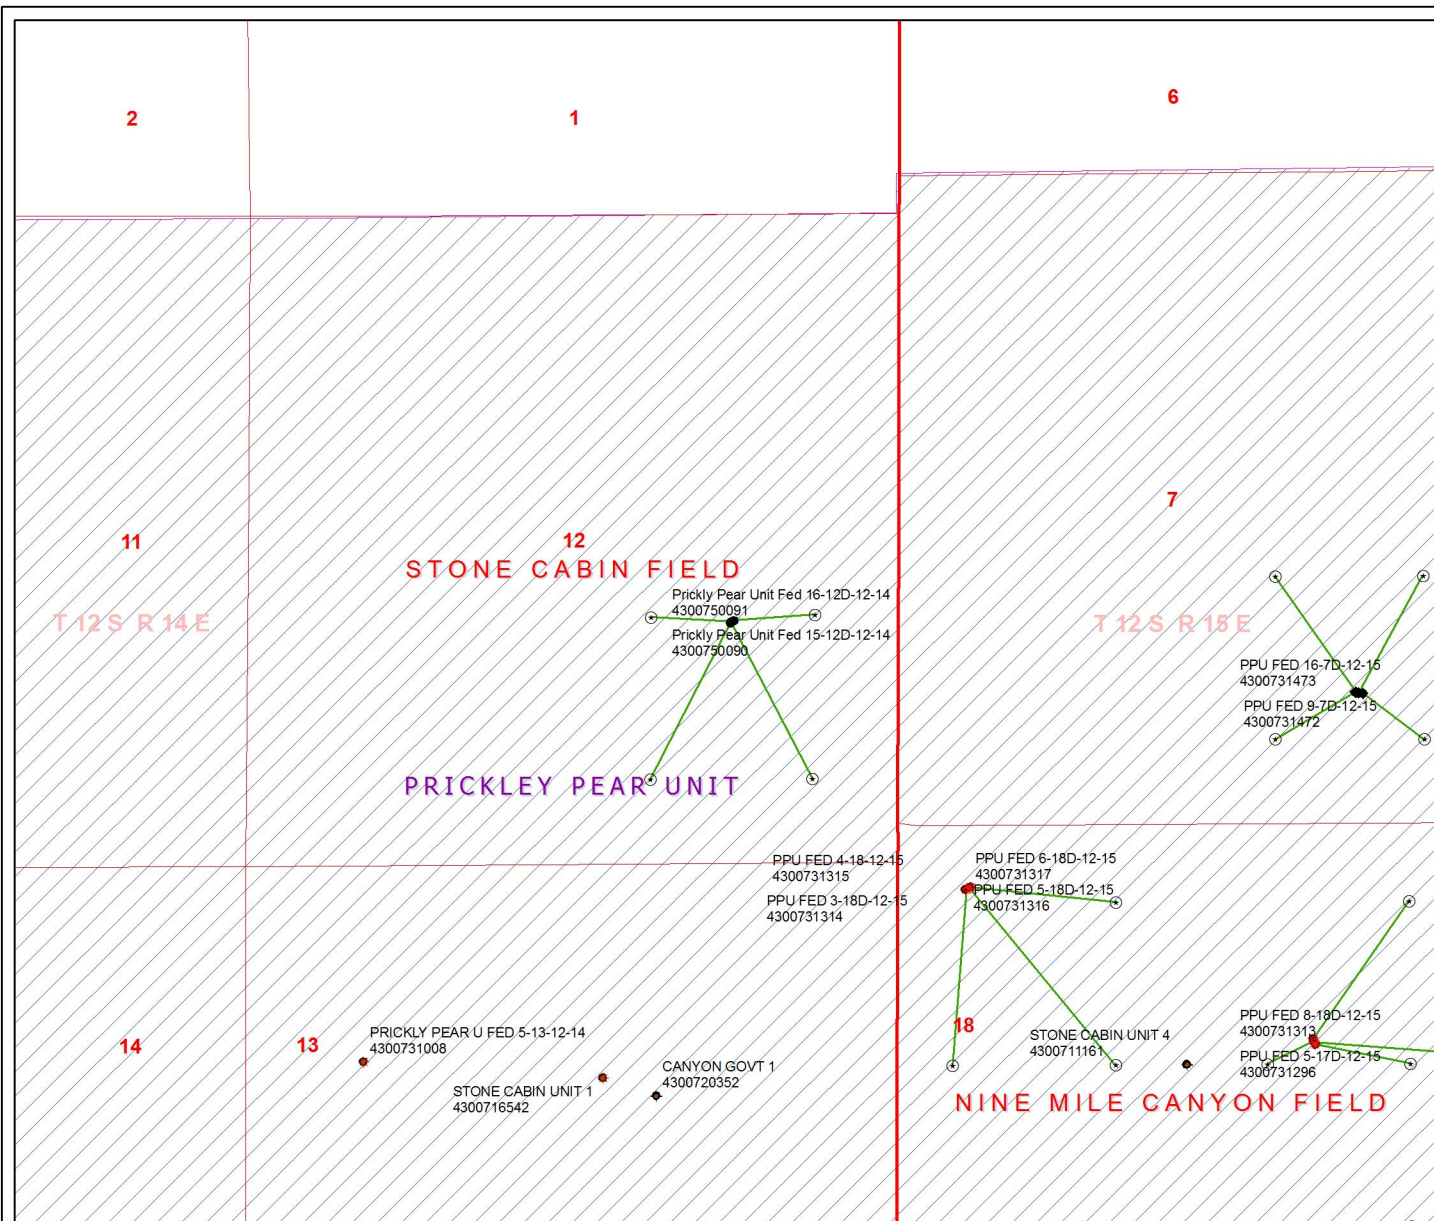 2
1
6
11
12
7
STONE CABIN FIELD
Prickly Pear Unit Fed 16-12D-12-14
4300750091
Prickly Pear Unit Fed 15-12D-12-14
4300750090
T 12 S R 14 E
T 12 S R 15 E
PPU FED 16-7D-12-15
4300731473
PPU FED 9-7D-12-15
4300731472
PRICKLEY PEAR UNIT
PPU FED 4-18-12-15
4300731315
PPU FED 3-18D-12-15
4300731314
PPU FED 6-18D-12-15
4300731317
PPU FED 5-18D-12-15
4300731316
14
13
PRICKLY PEAR U FED 5-13-12-14
4300731008
STONE CABIN UNIT 1
4300716542
CANYON GOVT 1
4300720352
18
STONE CABIN UNIT 4
4300711161
PPU FED 8-18D-12-15
4300731313
PPU FED 5-17D-12-15
4300731296
NINE MILE CANYON FIELD